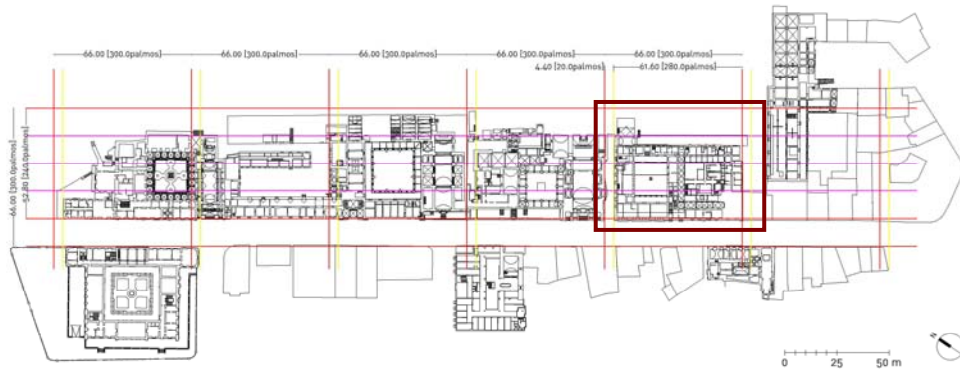 66.00 [300.0palmos] 66.00 [300.0palmos] 66.00 [300.0palmos] 66.00 [300.0palmos] 66.00 [300.0palmos]
4.40 [20.0palmos] 61.60 [280.0palmos]
66.00 [300.0palmos]
52.80 [240.0palmos]
N
0 25 50 m